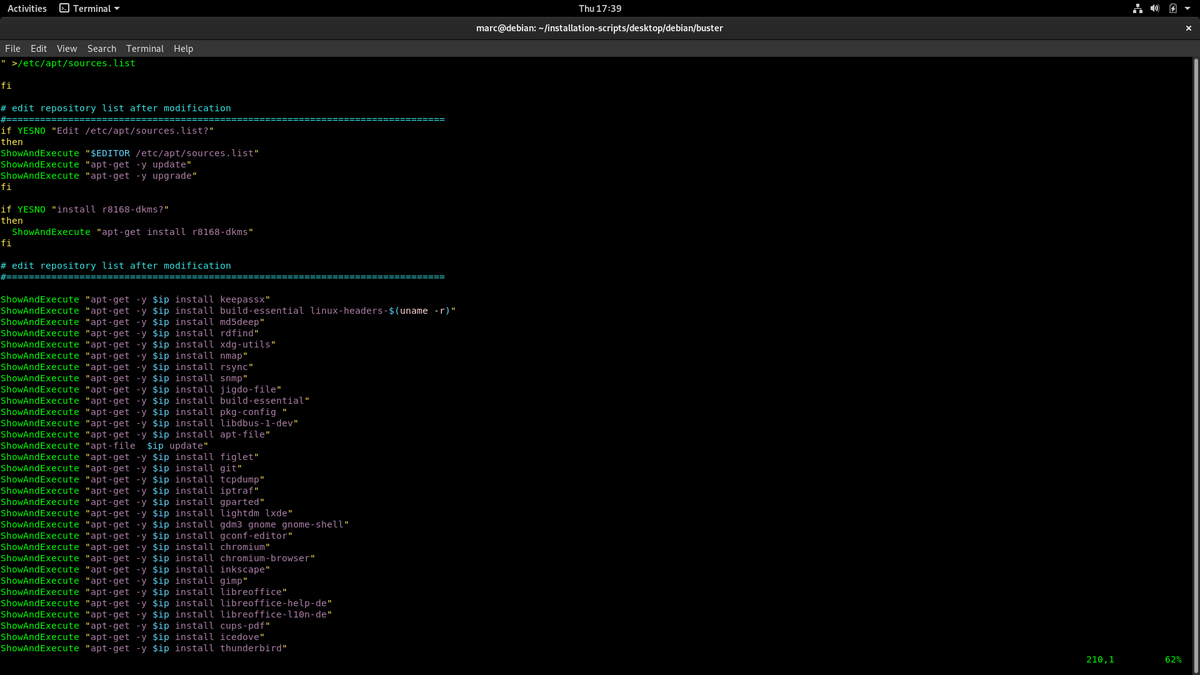 Activities Terminal Thu 17:39
marc@debian: ~/installation-scripts/desktop/debian/buster ×
File Edit View Search Terminal Help
" >/etc/apt/sources.list
fi
# edit repository list after modification
#==============================================================================
if YESNO "Edit /etc/apt/sources.list?"
then
ShowAndExecute "$EDITOR /etc/apt/sources.list"
ShowAndExecute "apt-get -y update"
ShowAndExecute "apt-get -y upgrade"
fi
if YESNO "install r8168-dkms?"
then
  ShowAndExecute "apt-get install r8168-dkms"
fi
# edit repository list after modification
#==============================================================================
ShowAndExecute "apt-get -y $ip install keepassx"
ShowAndExecute "apt-get -y $ip install build-essential linux-headers-$(uname -r)"
ShowAndExecute "apt-get -y $ip install md5deep"
ShowAndExecute "apt-get -y $ip install rdfind"
ShowAndExecute "apt-get -y $ip install xdg-utils"
ShowAndExecute "apt-get -y $ip install nmap"
ShowAndExecute "apt-get -y $ip install rsync"
ShowAndExecute "apt-get -y $ip install snmp"
ShowAndExecute "apt-get -y $ip install jigdo-file"
ShowAndExecute "apt-get -y $ip install build-essential"
ShowAndExecute "apt-get -y $ip install pkg-config "
ShowAndExecute "apt-get -y $ip install libdbus-1-dev"
ShowAndExecute "apt-get -y $ip install apt-file"
ShowAndExecute "apt-file  $ip update"
ShowAndExecute "apt-get -y $ip install figlet"
ShowAndExecute "apt-get -y $ip install git"
ShowAndExecute "apt-get -y $ip install tcpdump"
ShowAndExecute "apt-get -y $ip install iptraf"
ShowAndExecute "apt-get -y $ip install gparted"
ShowAndExecute "apt-get -y $ip install lightdm lxde"
ShowAndExecute "apt-get -y $ip install gdm3 gnome gnome-shell"
ShowAndExecute "apt-get -y $ip install gconf-editor"
ShowAndExecute "apt-get -y $ip install chromium"
ShowAndExecute "apt-get -y $ip install chromium-browser"
ShowAndExecute "apt-get -y $ip install inkscape"
ShowAndExecute "apt-get -y $ip install gimp"
ShowAndExecute "apt-get -y $ip install libreoffice"
ShowAndExecute "apt-get -y $ip install libreoffice-help-de"
ShowAndExecute "apt-get -y $ip install libreoffice-l10n-de"
ShowAndExecute "apt-get -y $ip install cups-pdf"
ShowAndExecute "apt-get -y $ip install icedove"
ShowAndExecute "apt-get -y $ip install thunderbird"
210,1 62%